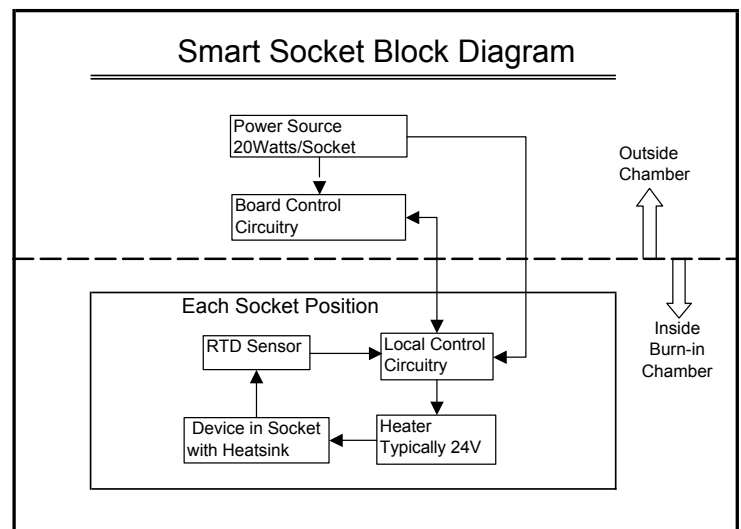 Smart Socket Block Diagram
Power Source
20Watts/Socket
Outside
Chamber
Board Control
Circuitry
Each Socket Position
RTD Sensor
Local Control
Circuitry
Inside
Burn-in
Chamber
Device in Socket
with Heatsink
Heater
Typically 24V